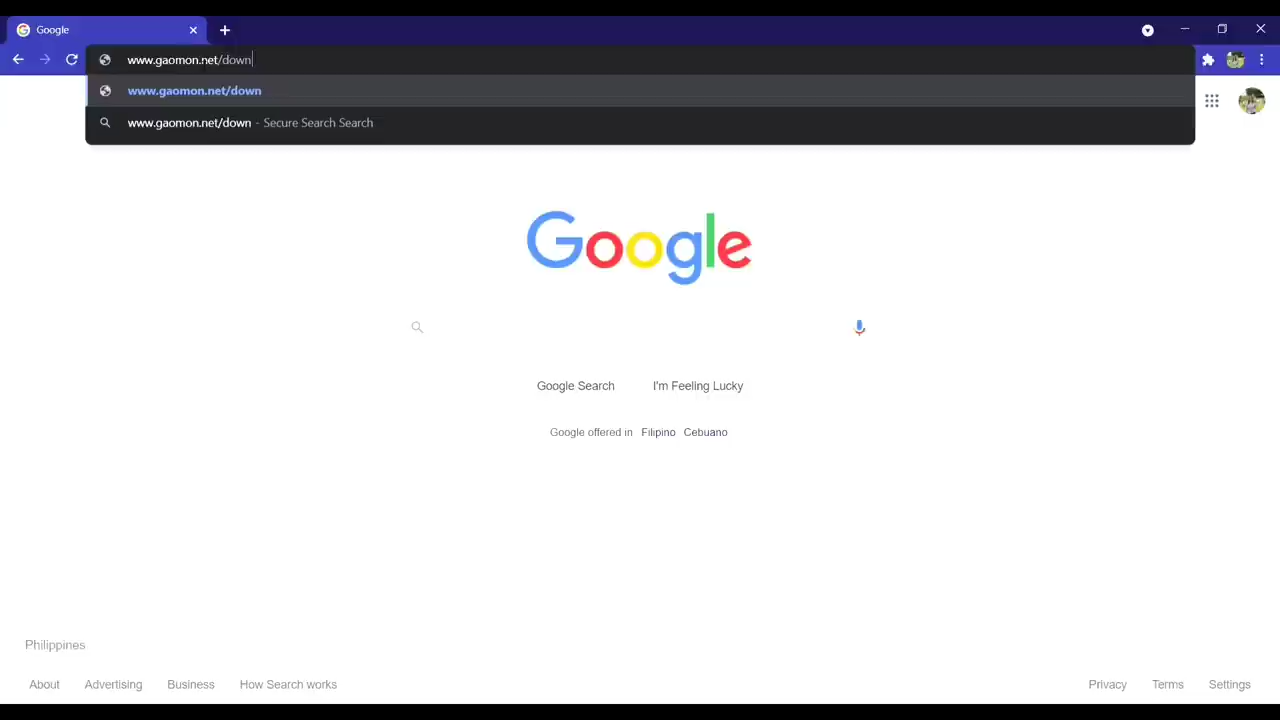 Google
www.gaomon.net/down
www.gaomon.net/down
www.gaomon.net/down - Secure Search Search
Google
Google Search I'm Feeling Lucky
Google offered in Filipino Cebuano
Philippines
About Advertising Business How Search works Privacy Terms Settings